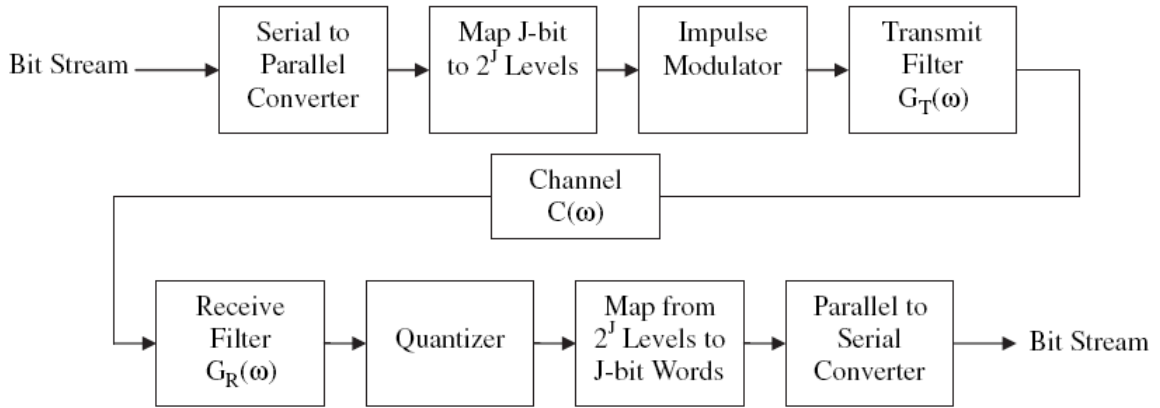 Bit Stream
Serial to
Parallel
Converter
Map J-bit
to 2^J Levels
Impulse
Modulator
Transmit
Filter
G_T(ω)
Channel
C(ω)
Receive
Filter
G_R(ω)
Quantizer
Map from
2^J Levels to
J-bit Words
Parallel to
Serial
Converter
Bit Stream